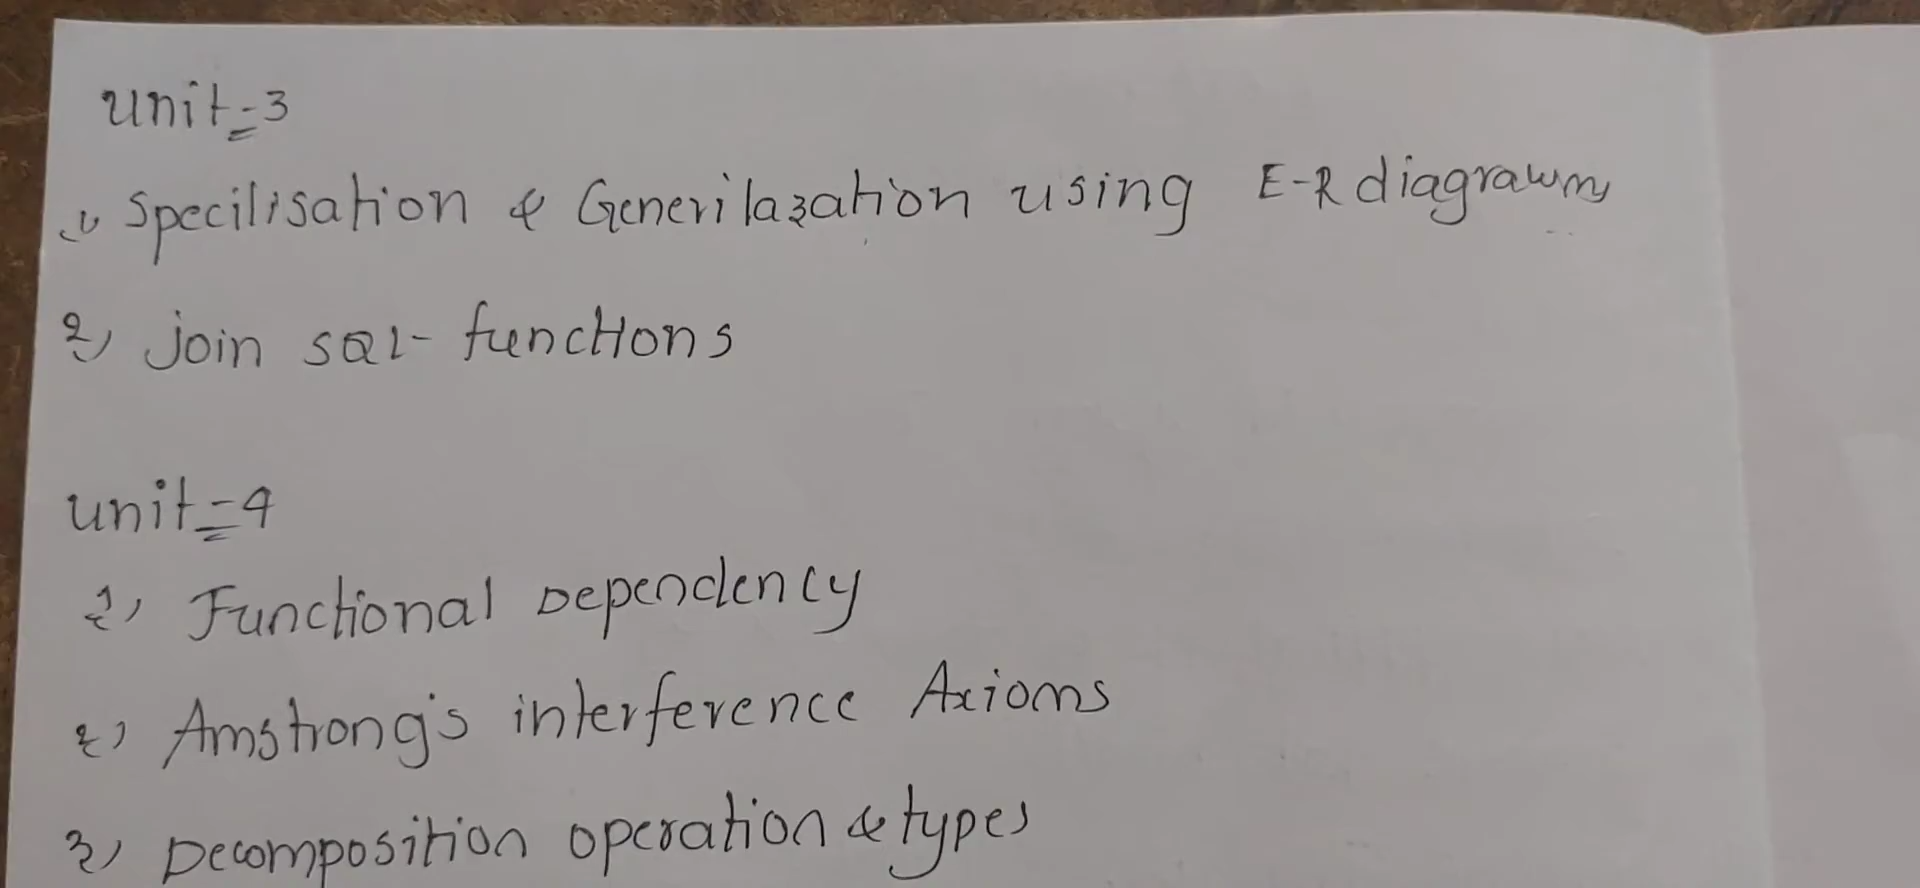 unit-3
1) Specilisation & Generilazation using E-R diagrams
2) join SQL- functions
unit-4
1) Functional Dependency
2) Amstrong's interference Axioms
3) Decomposition operation & types